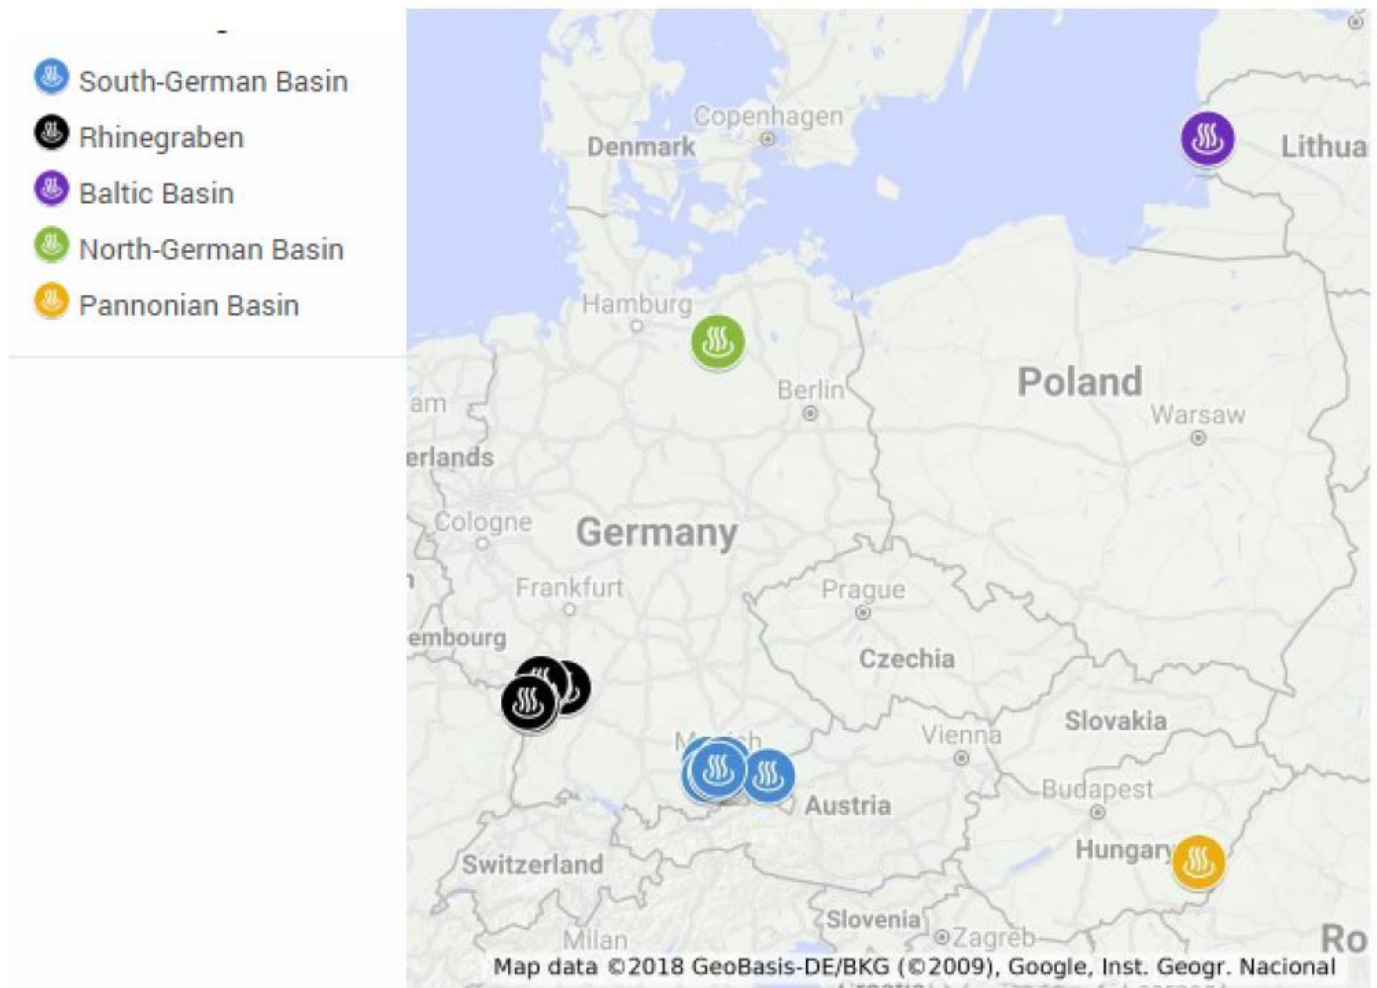 South-German Basin
Rhinegraben
Baltic Basin
North-German Basin
Pannonian Basin
Copenhagen
Denmark
Lithua
Hamburg
Berlin
Poland
am
Warsaw
erlands
Cologne
Germany
Frankfurt
Prague
embourg
Czechia
Slovakia
Vienna
Budapest
Austria
Hungary
Switzerland
Slovenia
Zagreb
Milan
Ro
Map data ©2018 GeoBasis-DE/BKG (©2009), Google, Inst. Geogr. Nacional